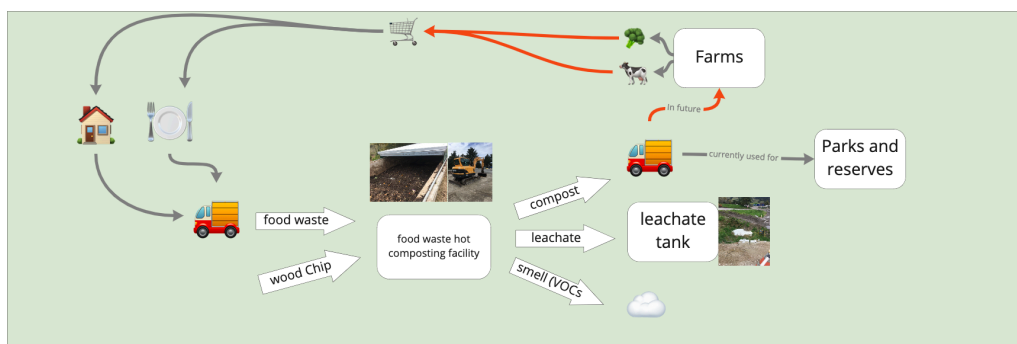 Farms
in future
currently used for
Parks and
reserves
compost
food waste
leachate
leachate
tank
food waste hot
composting facility
wood Chip
smell (VOCs